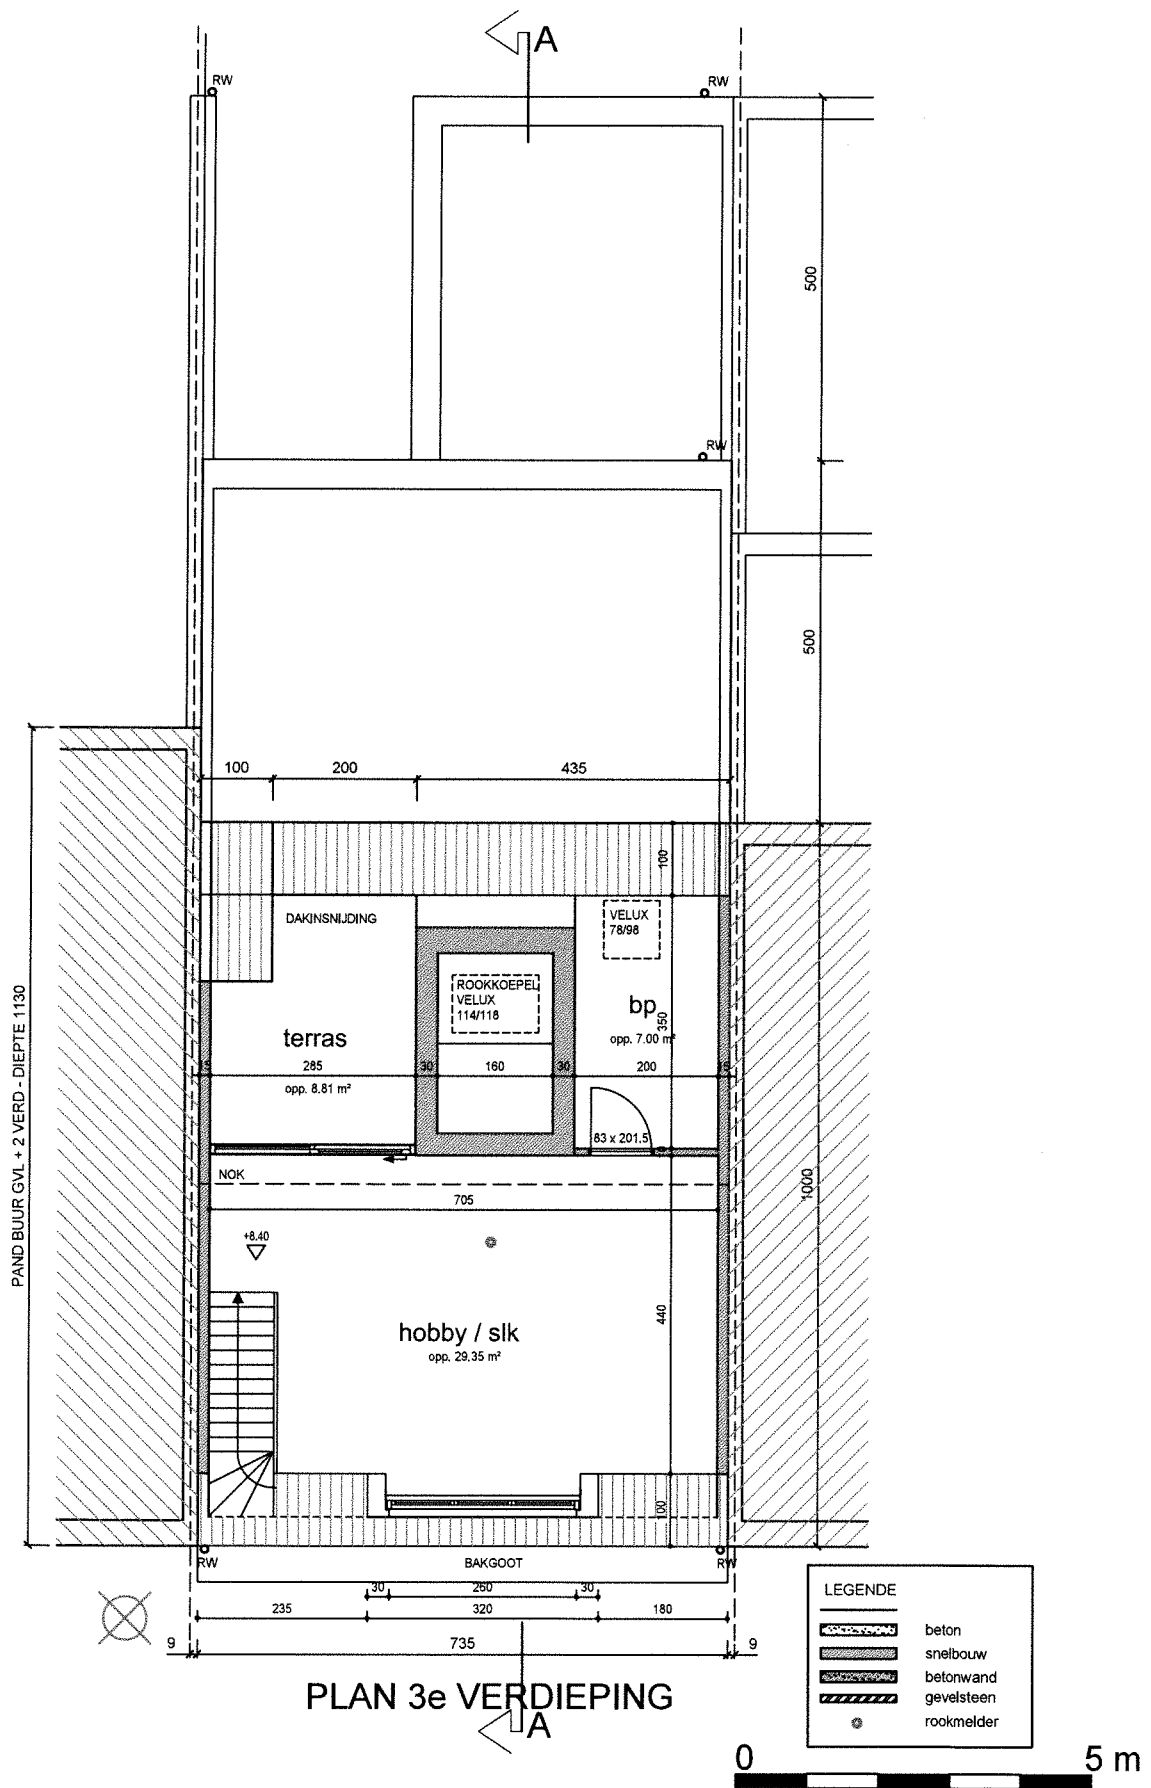 A
RW
RW
500
RW
500
100 200 435
100
DAKINSNIJDING
VELUX
78/98
ROOKKOEPEL
VELUX
114/118
bp
350
opp. 7.00 m²
terras
15 285 30 160 30 200 15
opp. 8.81 m²
83 x 201.5
NOK
705
1000
+8.40
440
hobby / slk
opp. 29.35 m²
PAND BUUR GVL + 2 VERD - DIEPTE 1130
100
RW
BAKGOOT
RW
30 260 30
235 320 180
9 735 9
PLAN 3e VERDIEPING
A
LEGENDE
beton
snelbouw
betonwand
gevelsteen
rookmelder
0 5 m